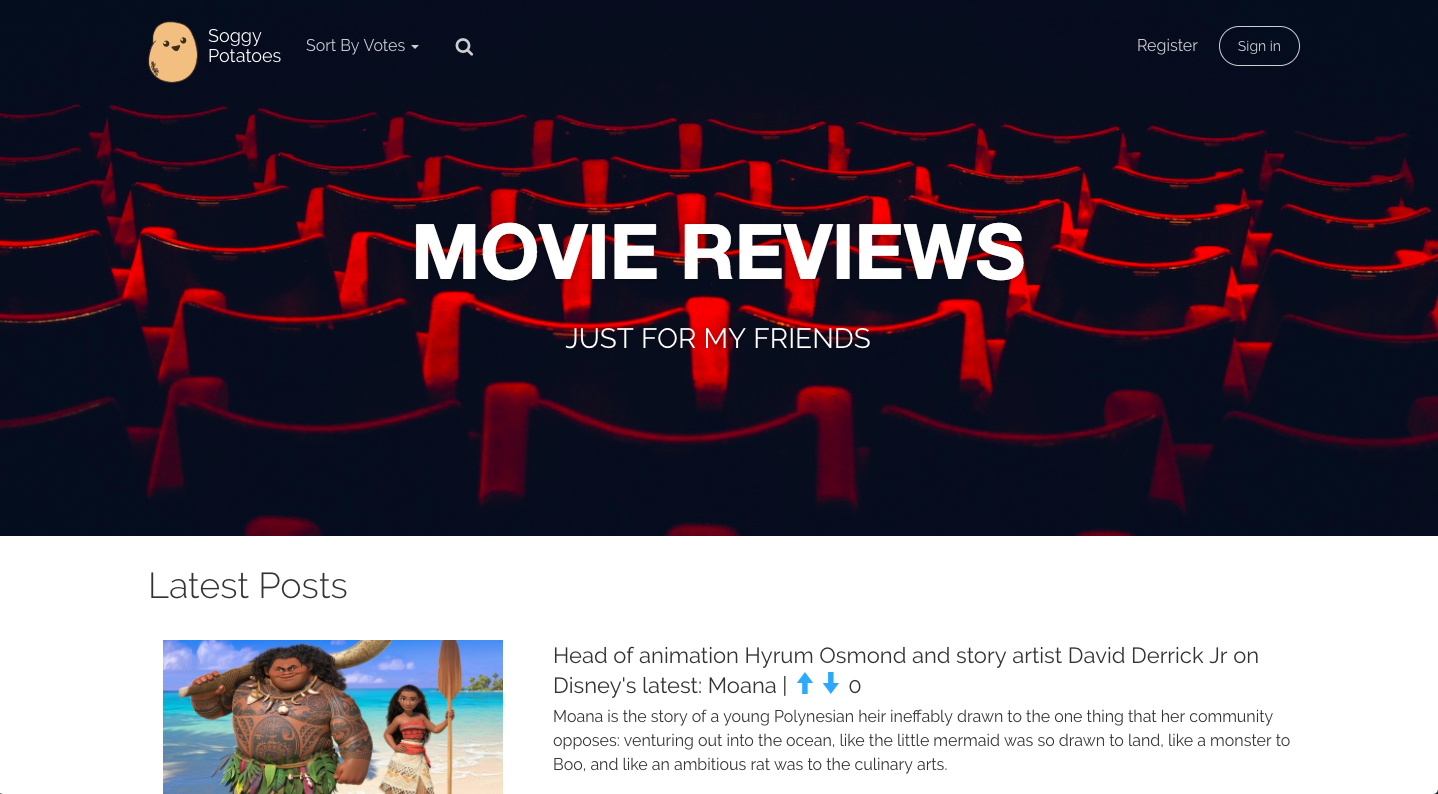 Soggy
Potatoes
Sort By Votes
Register
Sign in
MOVIE REVIEWS
JUST FOR MY FRIENDS
Latest Posts
Head of animation Hyrum Osmond and story artist David Derrick Jr on
Disney's latest: Moana | 0
Moana is the story of a young Polynesian heir ineffably drawn to the one thing that her community
opposes: venturing out into the ocean, like the little mermaid was so drawn to land, like a monster to
Boo, and like an ambitious rat was to the culinary arts.